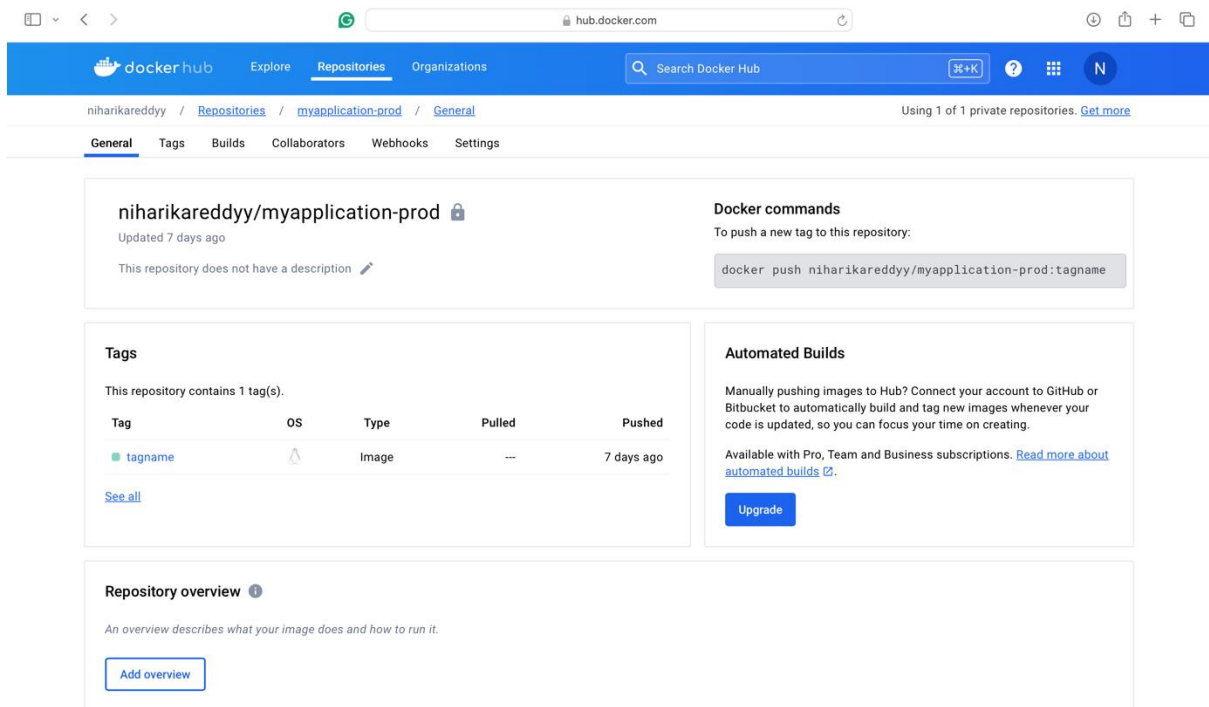 hub.docker.com
docker hub Explore Repositories Organizations Search Docker Hub ⌘+K ? N
niharikareddyy / Repositories / myapplication-prod / General Using 1 of 1 private repositories. Get more
General Tags Builds Collaborators Webhooks Settings
niharikareddyy/myapplication-prod
Updated 7 days ago
This repository does not have a description
Docker commands
To push a new tag to this repository:
docker push niharikareddyy/myapplication-prod:tagname
Tags
This repository contains 1 tag(s).
Tag OS Type Pulled Pushed
tagname Image --- 7 days ago
See all
Automated Builds
Manually pushing images to Hub? Connect your account to GitHub or
Bitbucket to automatically build and tag new images whenever your
code is updated, so you can focus your time on creating.
Available with Pro, Team and Business subscriptions. Read more about
automated builds.
Upgrade
Repository overview
An overview describes what your image does and how to run it.
Add overview